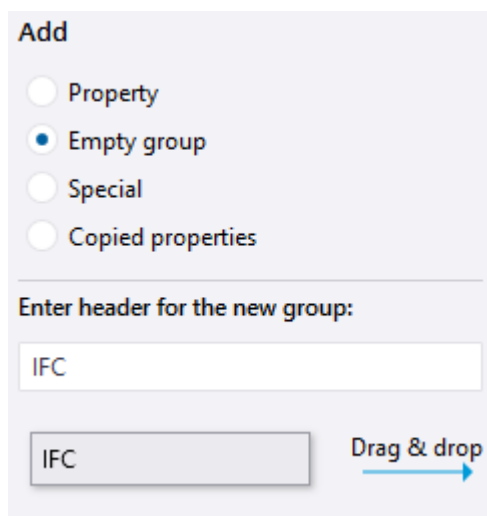 Add
Property
Empty group
Special
Copied properties
Enter header for the new group:
IFC
IFC
Drag & drop